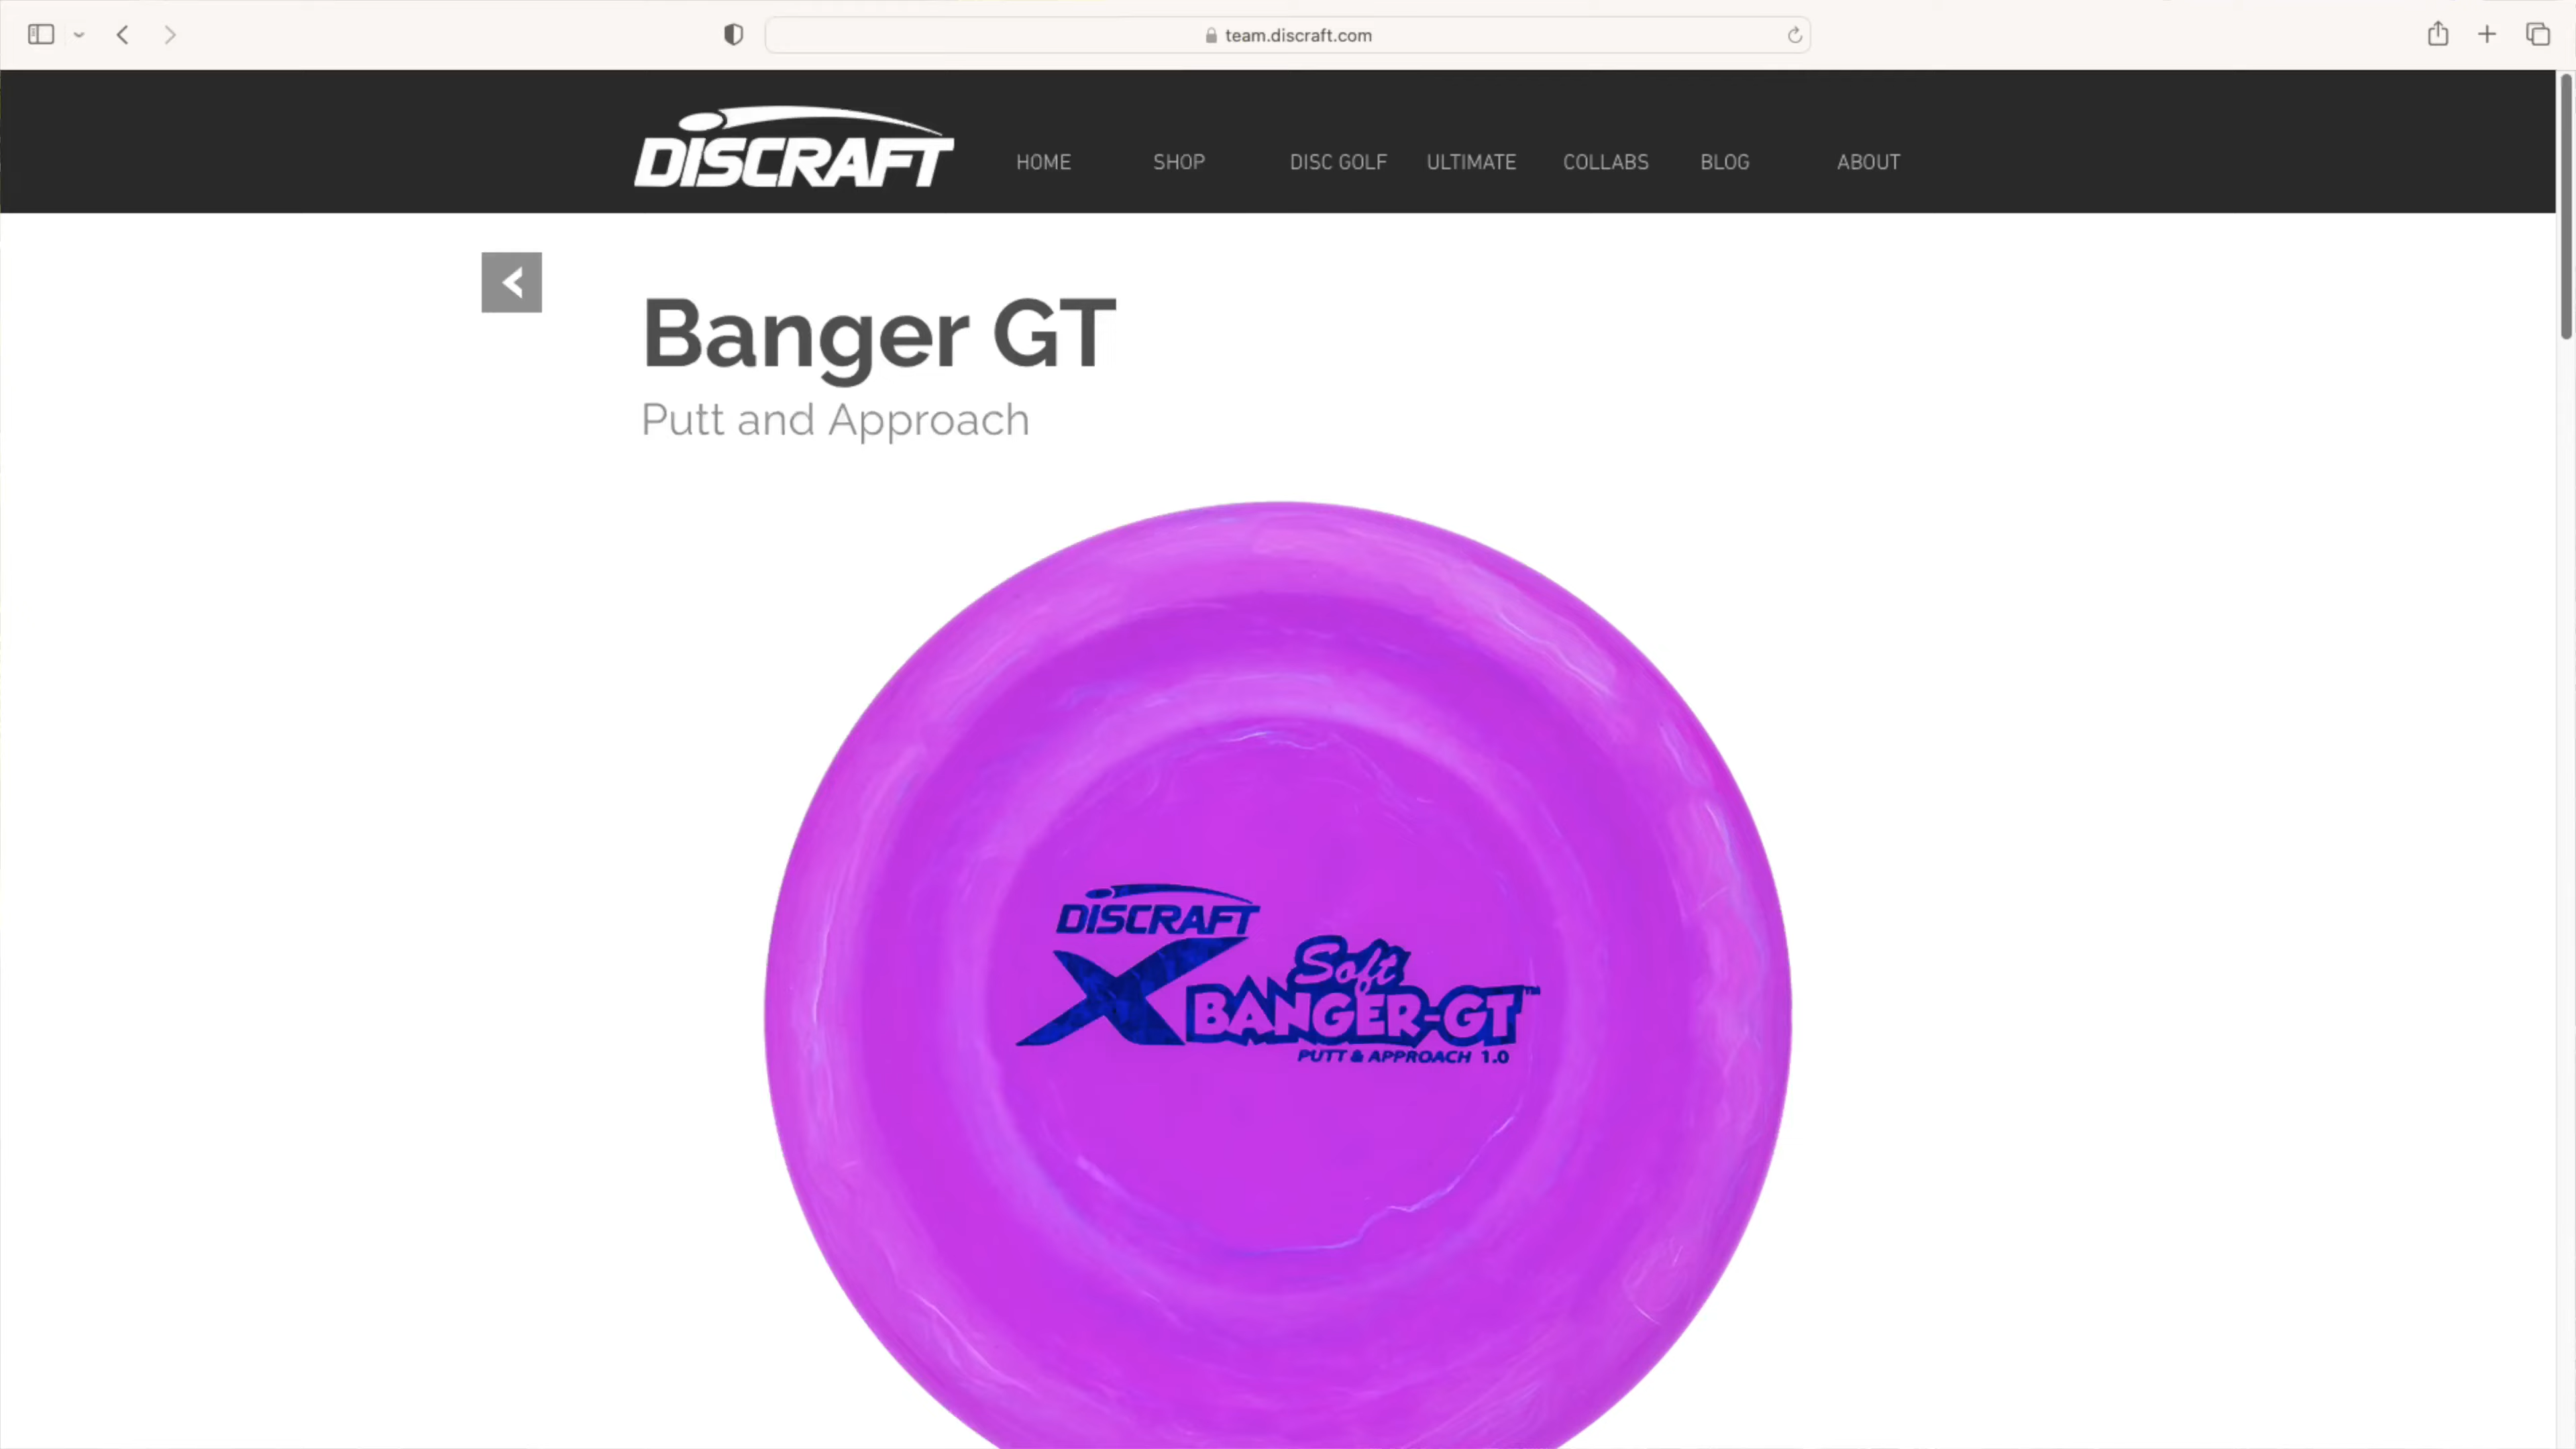 team.discraft.com
DISCRAFT
HOME SHOP DISC GOLF ULTIMATE COLLABS BLOG ABOUT
Banger GT
Putt and Approach
DISCRAFT
X Soft
BANGER-GT™
PUTT & APPROACH 1.0